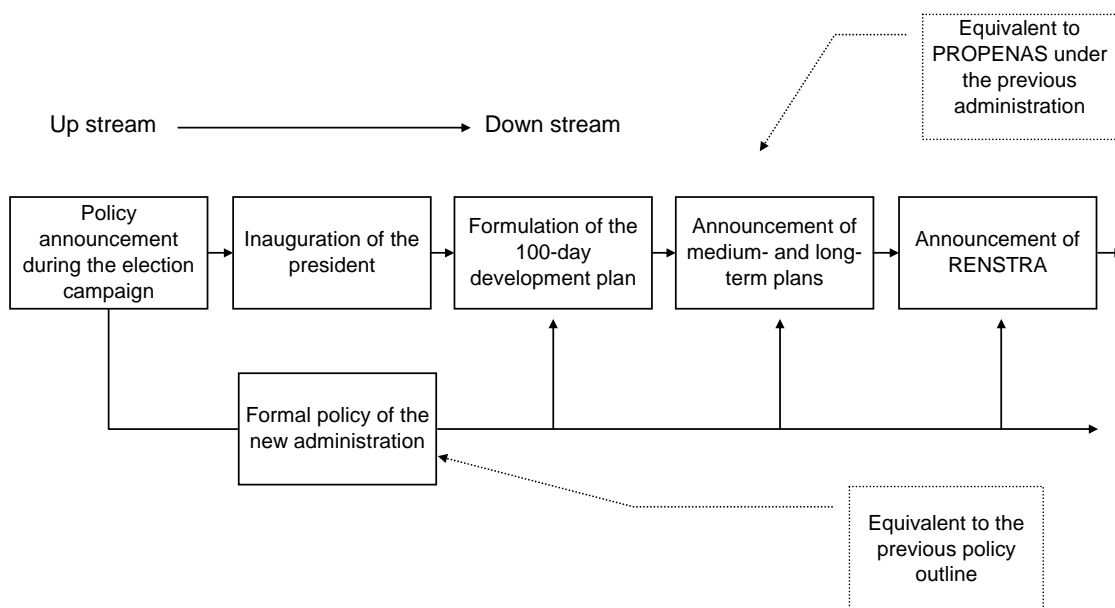 Equivalent to
PROPENAS under
the previous
administration
Up stream
Down stream
Policy
announcement
during the election
campaign
Inauguration of the
president
Formulation of the
100-day
development plan
Announcement of
medium- and long-
term plans
Announcement of
RENSTRA
Formal policy of the
new administration
Equivalent to the
previous policy
outline